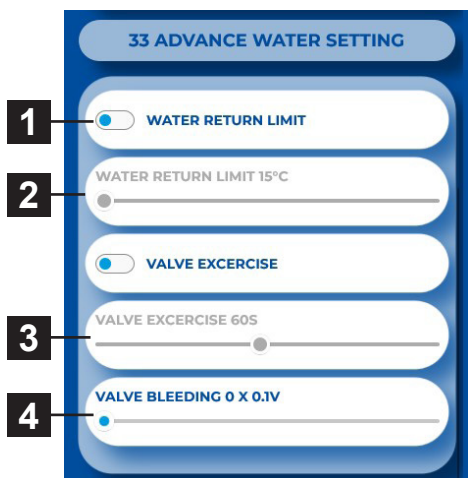 33 ADVANCE WATER SETTING
1
WATER RETURN LIMIT
2
WATER RETURN LIMIT 15°C
VALVE EXCERCISE
3
VALVE EXCERCISE 60S
4
VALVE BLEEDING 0 X 0.1V